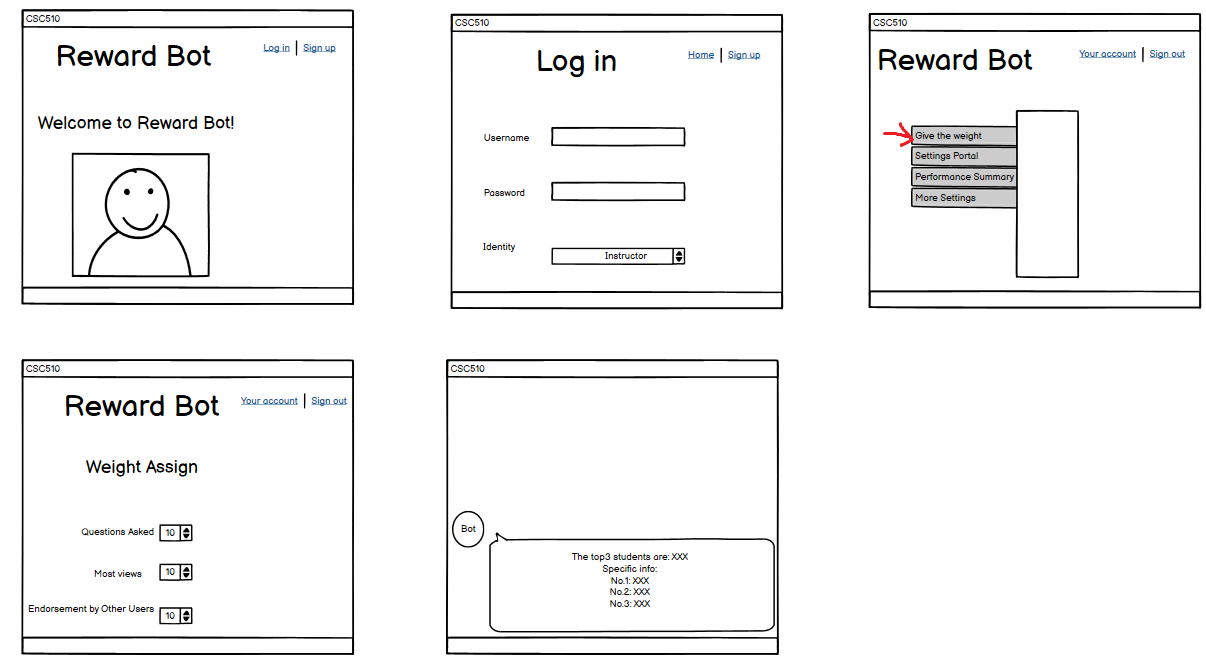 CSC510
Reward Bot
Log in | Sign up
Welcome to Reward Bot!
CSC510
Log in
Home | Sign up
Username
Password
Identity
Instructor
CSC510
Reward Bot
Your account | Sign out
Give the weight
Settings Portal
Performance Summary
More Settings
CSC510
Reward Bot
Your account | Sign out
Weight Assign
Questions Asked 10
Most views 10
Endorsement by Other Users 10
CSC510
Bot
The top3 students are: XXX
Specific info:
No.1: XXX
No.2: XXX
No.3: XXX